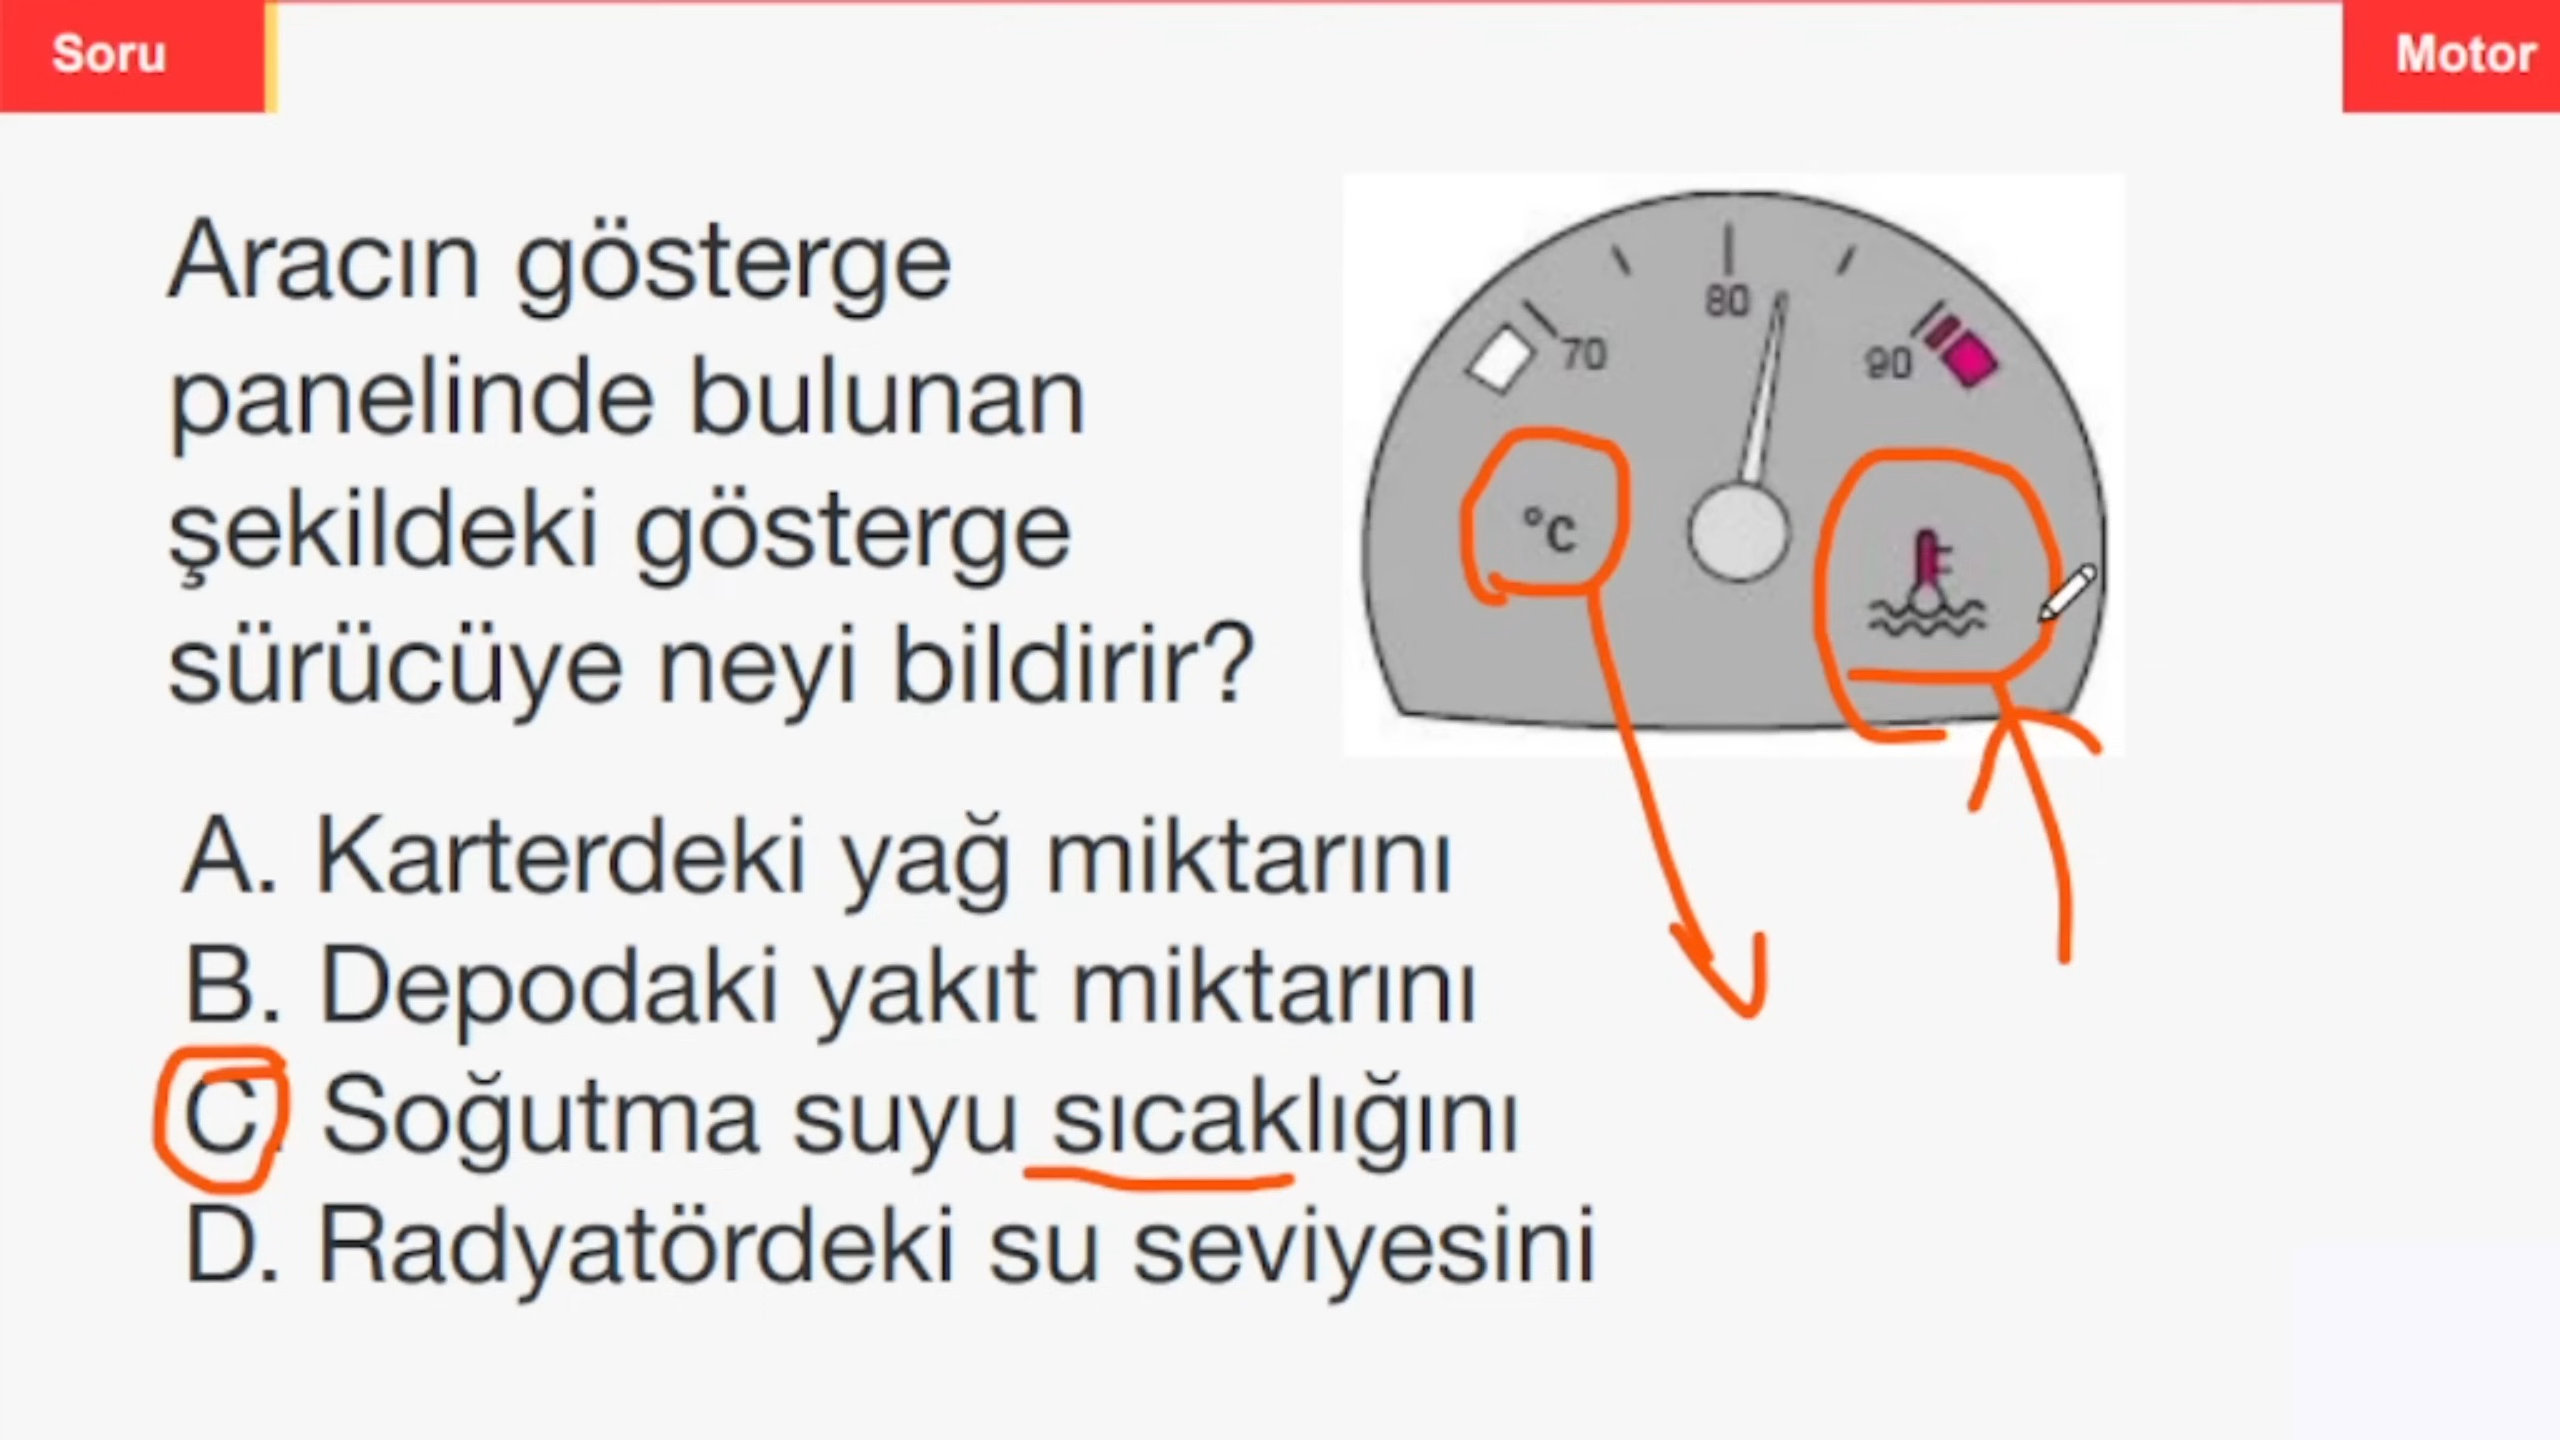 Soru
Motor
Aracın gösterge
panelinde bulunan
şekildeki gösterge
sürücüye neyi bildirir?
80
70
90
°C
A. Karterdeki yağ miktarını
B. Depodaki yakıt miktarını
C. Soğutma suyu sıcaklığını
D. Radyatördeki su seviyesini